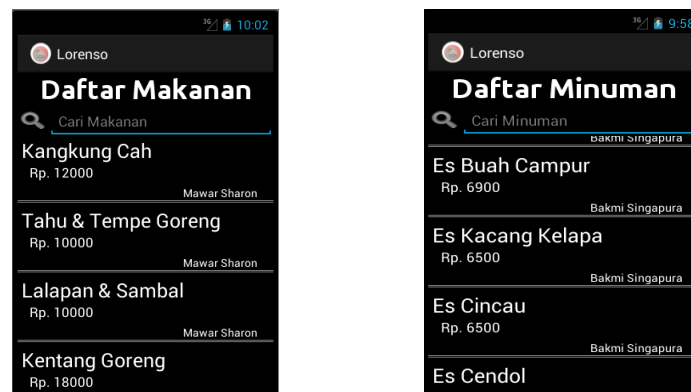 36 10:02
Lorenso
Daftar Makanan
Cari Makanan
Kangkung Cah
Rp. 12000
Mawar Sharon
Tahu & Tempe Goreng
Rp. 10000
Mawar Sharon
Lalapan & Sambal
Rp. 10000
Mawar Sharon
Kentang Goreng
Rp. 18000
36 9:58
Lorenso
Daftar Minuman
Cari Minuman
Bakmi Singapura
Es Buah Campur
Rp. 6900
Bakmi Singapura
Es Kacang Kelapa
Rp. 6500
Bakmi Singapura
Es Cincau
Rp. 6500
Bakmi Singapura
Es Cendol